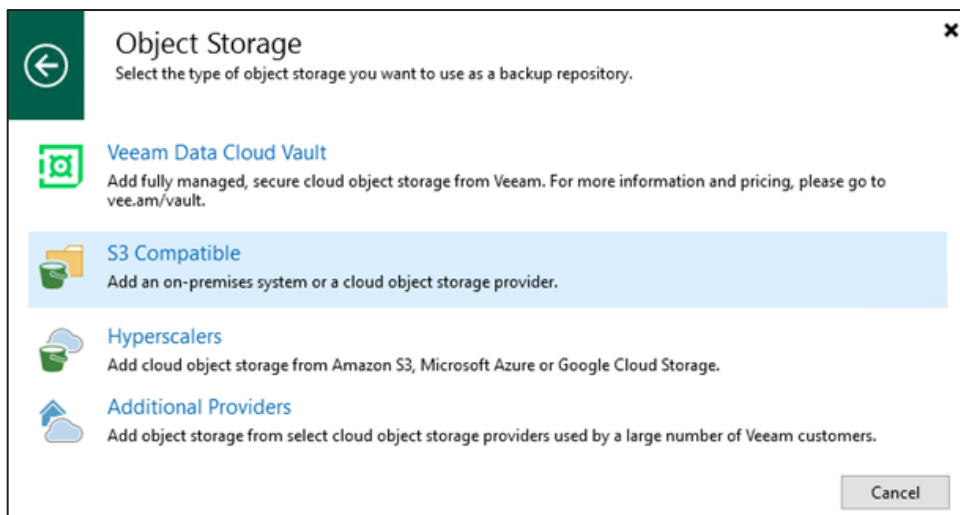 Object Storage
Select the type of object storage you want to use as a backup repository.
Veeam Data Cloud Vault
Add fully managed, secure cloud object storage from Veeam. For more information and pricing, please go to
vee.am/vault.
S3 Compatible
Add an on-premises system or a cloud object storage provider.
Hyperscalers
Add cloud object storage from Amazon S3, Microsoft Azure or Google Cloud Storage.
Additional Providers
Add object storage from select cloud object storage providers used by a large number of Veeam customers.
Cancel